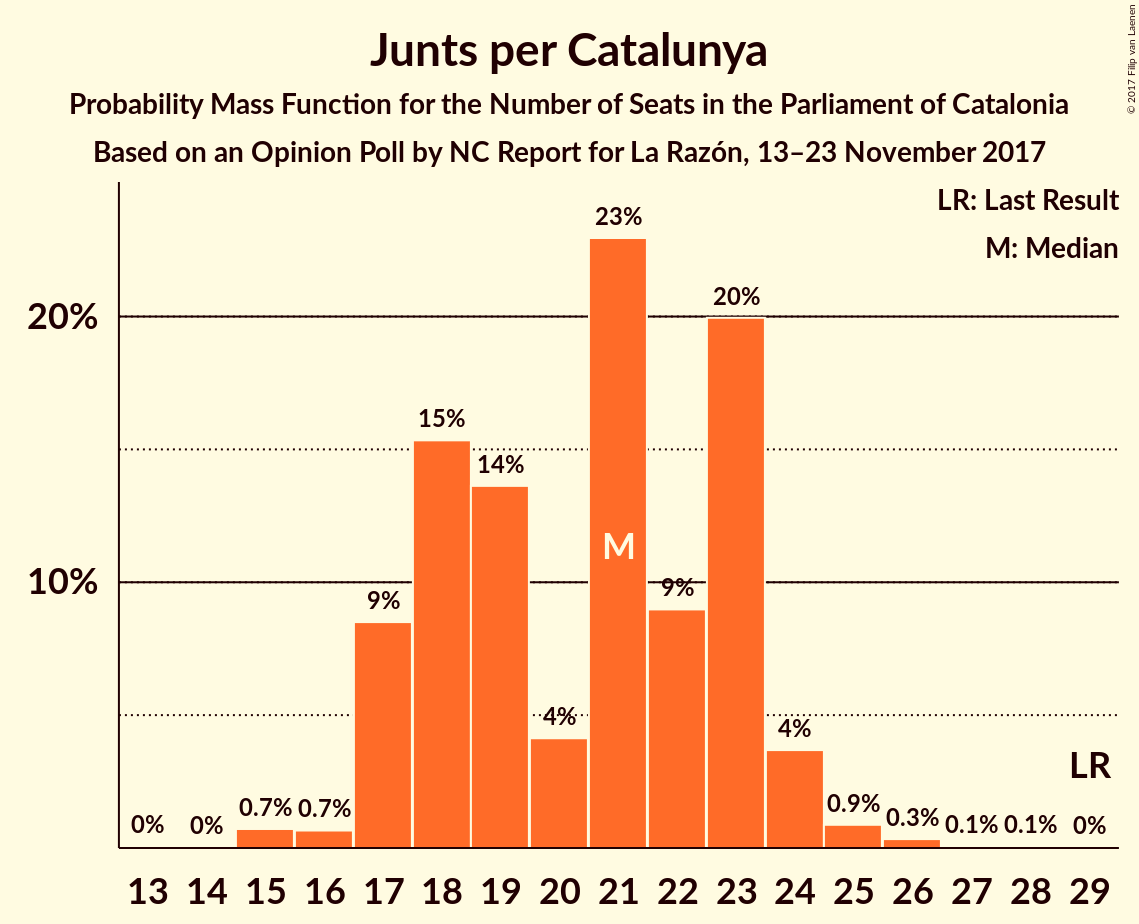 Junts per Catalunya
Probability Mass Function for the Number of Seats in the Parliament of Catalonia
Based on an Opinion Poll by NC Report for La Razón, 13–23 November 2017
© 2017 Filip van Laenen
LR: Last Result
M: Median
20%
10%
0%
0%
0.7%
0.7%
9%
15%
14%
4%
23%
9%
20%
4%
0.9%
0.3%
0.1%
0.1%
0%
M
LR
13 14 15 16 17 18 19 20 21 22 23 24 25 26 27 28 29